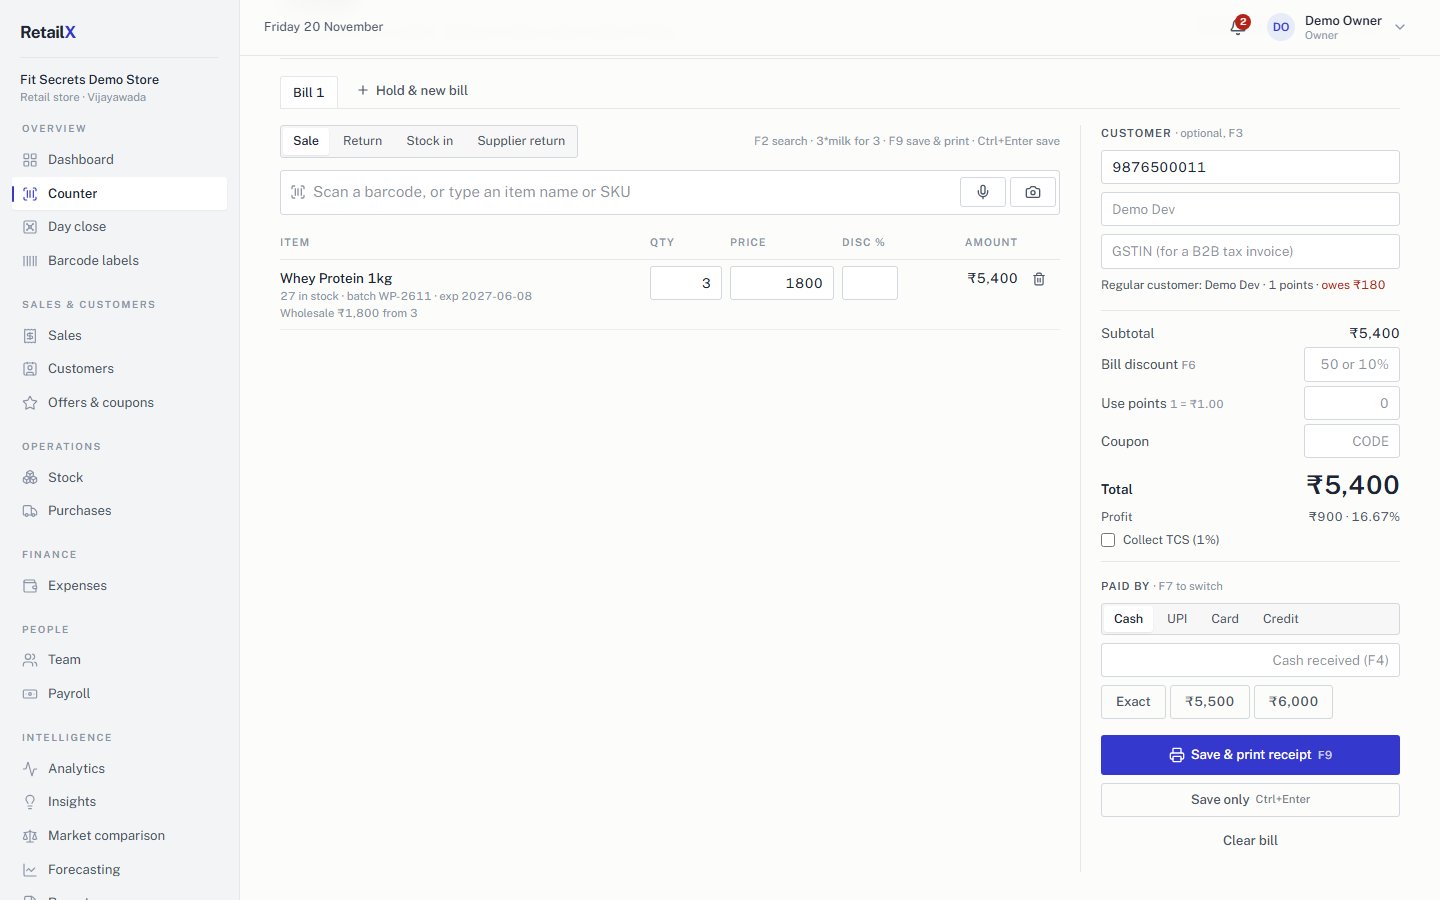 RetailX
Friday 20 November
2
DO
Demo Owner
Owner
Fit Secrets Demo Store
Retail store · Vijayawada
OVERVIEW
Dashboard
Counter
Day close
Barcode labels
SALES & CUSTOMERS
Sales
Customers
Offers & coupons
OPERATIONS
Stock
Purchases
FINANCE
Expenses
PEOPLE
Team
Payroll
INTELLIGENCE
Analytics
Insights
Market comparison
Forecasting
Bill 1
Hold & new bill
Sale Return Stock in Supplier return
F2 search · 3*milk for 3 · F9 save & print · Ctrl+Enter save
Scan a barcode, or type an item name or SKU
ITEM QTY PRICE DISC % AMOUNT
Whey Protein 1kg 3 1800 ₹5,400
27 in stock · batch WP-2611 · exp 2027-06-08
Wholesale ₹1,800 from 3
CUSTOMER · optional, F3
9876500011
Demo Dev
GSTIN (for a B2B tax invoice)
Regular customer: Demo Dev · 1 points · owes ₹180
Subtotal ₹5,400
Bill discount F6 50 or 10%
Use points 1 = ₹1.00 0
Coupon CODE
Total ₹5,400
Profit ₹900 · 16.67%
Collect TCS (1%)
PAID BY · F7 to switch
Cash UPI Card Credit
Cash received (F4)
Exact ₹5,500 ₹6,000
Save & print receipt F9
Save only Ctrl+Enter
Clear bill